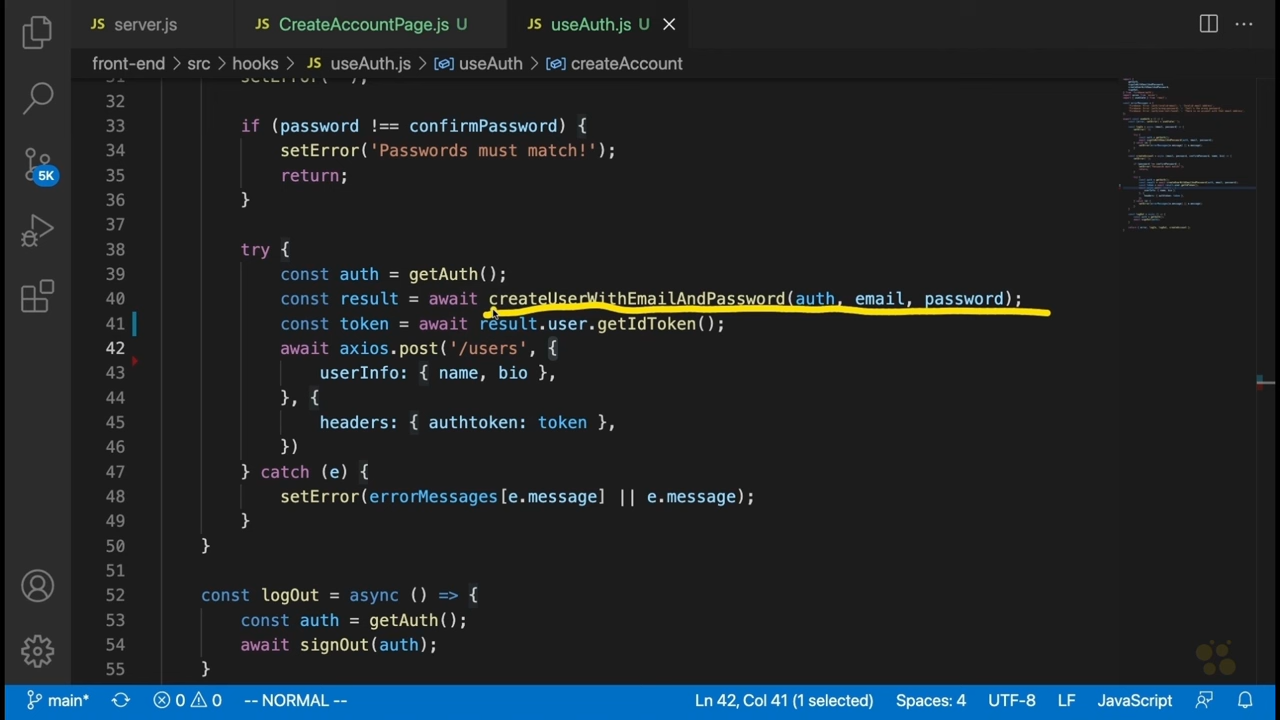 JS server.js JS CreateAccountPage.js U JS useAuth.js U
front-end > src > hooks > JS useAuth.js > useAuth > createAccount
32
33 if (password !== confirmPassword) {
34 setError('Passwords must match!');
35 return;
36 }
37
38 try {
39 const auth = getAuth();
40 const result = await createUserWithEmailAndPassword(auth, email, password);
41 const token = await result.user.getIdToken();
42 await axios.post('/users', {
43 userInfo: { name, bio },
44 }, {
45 headers: { authtoken: token },
46 })
47 } catch (e) {
48 setError(errorMessages[e.message] || e.message);
49 }
50 }
51
52 const logOut = async () => {
53 const auth = getAuth();
54 await signOut(auth);
55 }
5K
main* 0 0 -- NORMAL -- Ln 42, Col 41 (1 selected) Spaces: 4 UTF-8 LF JavaScript